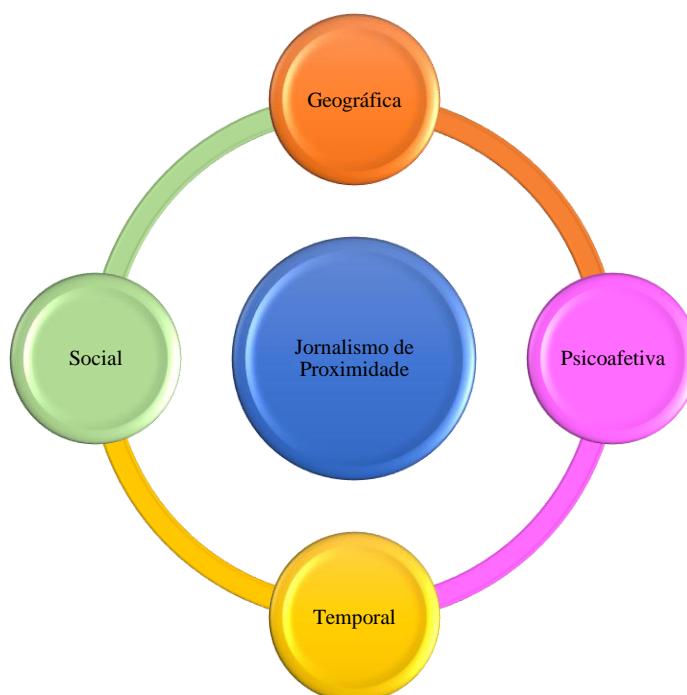 Geográfica
Social
Jornalismo de
Proximidade
Psicoafetiva
Temporal